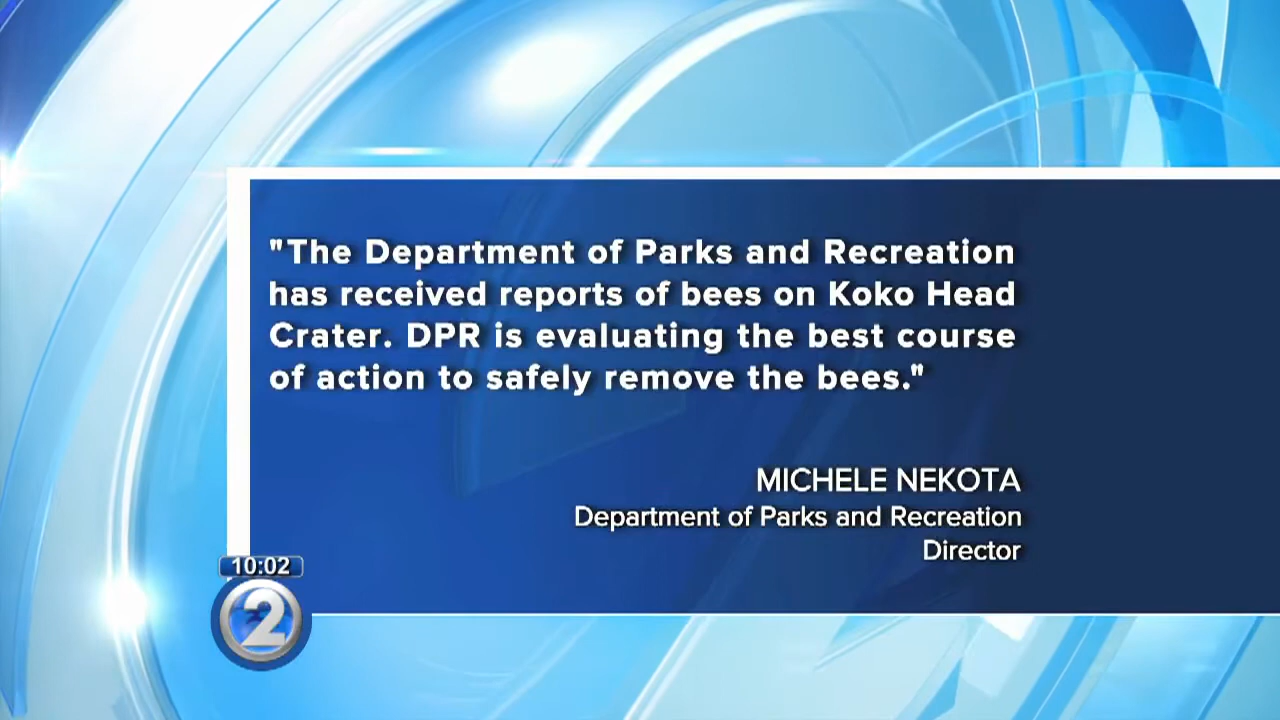 "The Department of Parks and Recreation
has received reports of bees on Koko Head
Crater. DPR is evaluating the best course
of action to safely remove the bees."
MICHELE NEKOTA
Department of Parks and Recreation
Director
10:02
2